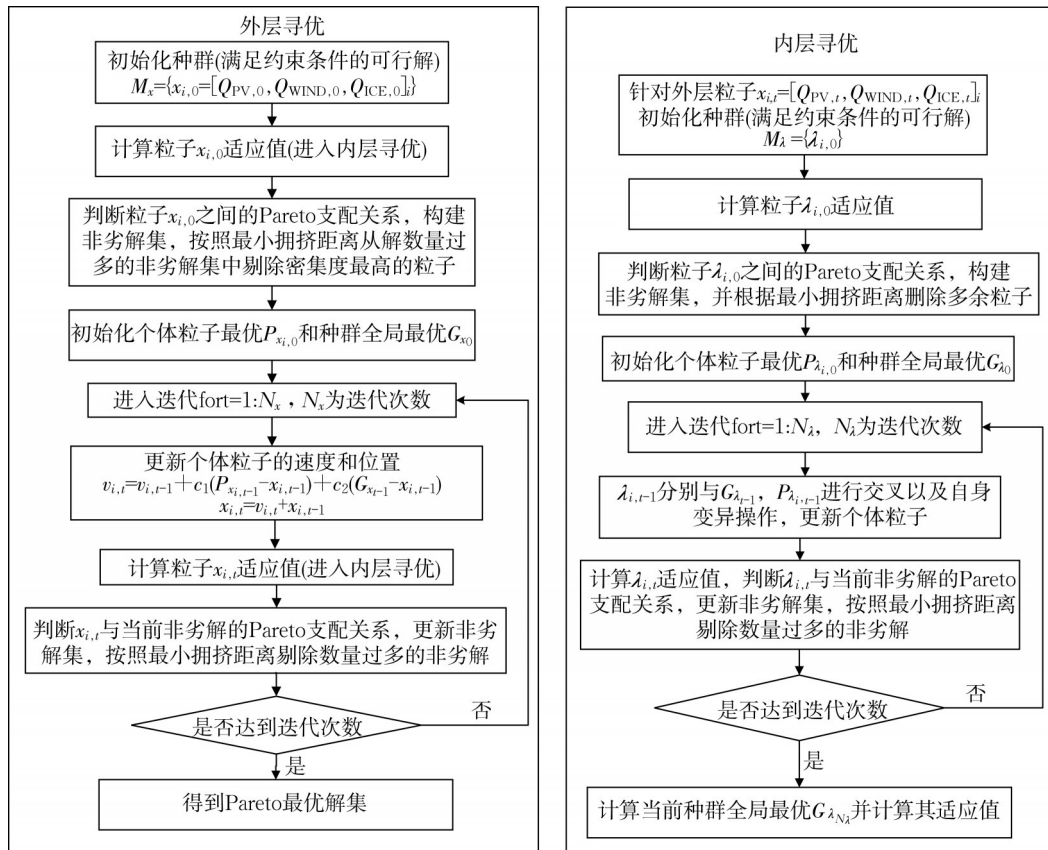 外层寻优
初始化种群(满足约束条件的可行解)
M_x={x_{i,0}=[Q_{PV,0},Q_{WIND,0},Q_{ICE,0}]_i}
计算粒子x_{i,0}适应值(进入内层寻优)
判断粒子x_{i,0}之间的Pareto支配关系，构建
非劣解集，按照最小拥挤距离从解数量过
多的非劣解集中剔除密集度最高的粒子
初始化个体粒子最优P_{x_{i,0}}和种群全局最优G_{x_0}
进入迭代fort=1:N_x，N_x为迭代次数
更新个体粒子的速度和位置
v_{i,t}=v_{i,t-1}+c_1(P_{x_{i,t-1}}-x_{i,t-1})+c_2(G_{x_{t-1}}-x_{i,t-1})
x_{i,t}=v_{i,t}+x_{i,t-1}
计算粒子x_{i,t}适应值(进入内层寻优)
判断x_{i,t}与当前非劣解的Pareto支配关系，更新非劣
解集，按照最小拥挤距离剔除数量过多的非劣解
是否达到迭代次数
否
是
得到Pareto最优解集
内层寻优
针对外层粒子x_{i,t}=[Q_{PV,t},Q_{WIND,t},Q_{ICE,t}]_i
初始化种群(满足约束条件的可行解)
M_λ={λ_{i,0}}
计算粒子λ_{i,0}适应值
判断粒子λ_{i,0}之间的Pareto支配关系，构建
非劣解集，并根据最小拥挤距离删除多余粒子
初始化个体粒子最优P_{λ_{i,0}}和种群全局最优G_{λ_0}
进入迭代fort=1:N_λ，N_λ为迭代次数
λ_{i,t-1}分别与G_{λ_{t-1}}，P_{λ_{i,t-1}}进行交叉以及自身
变异操作，更新个体粒子
计算λ_{i,t}适应值，判断λ_{i,t}与当前非劣解的Pareto
支配关系，更新非劣解集，按照最小拥挤距离
剔除数量过多的非劣解
是否达到迭代次数
否
是
计算当前种群全局最优G_{λ_{N_λ}}并计算其适应值